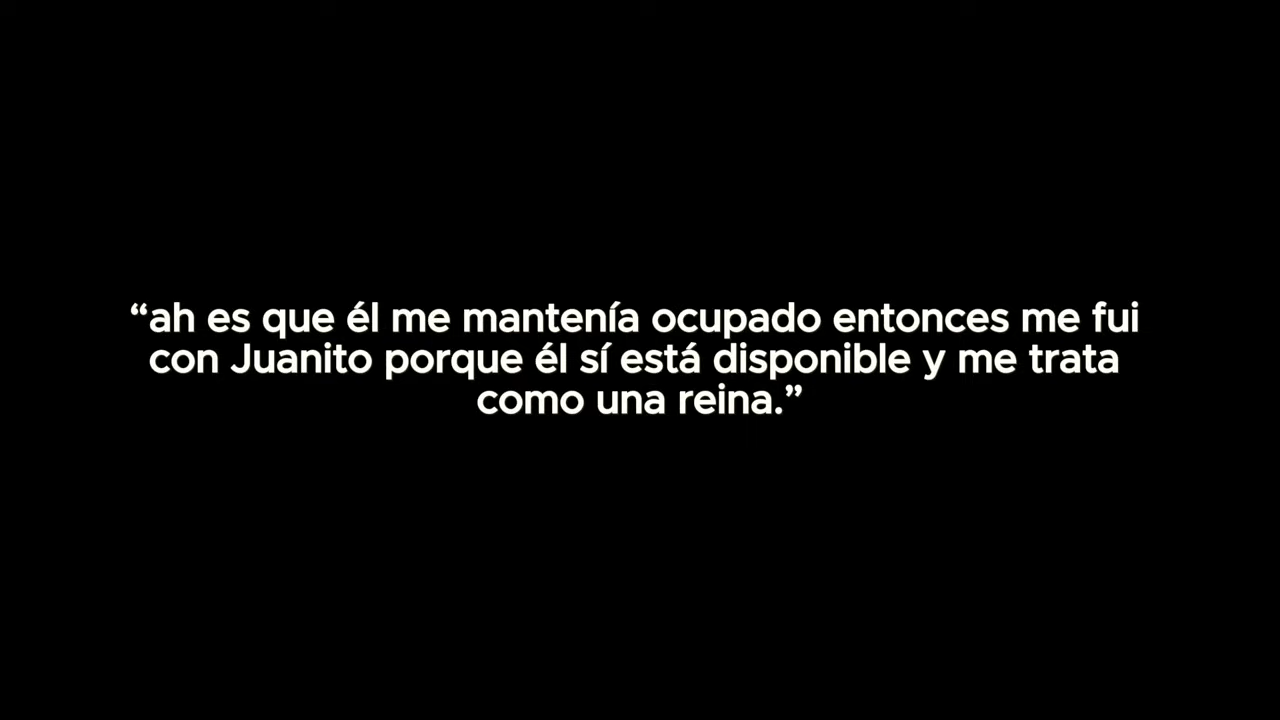 “ah es que él me mantenía ocupado entonces me fui
con Juanito porque él sí está disponible y me trata
como una reina.”